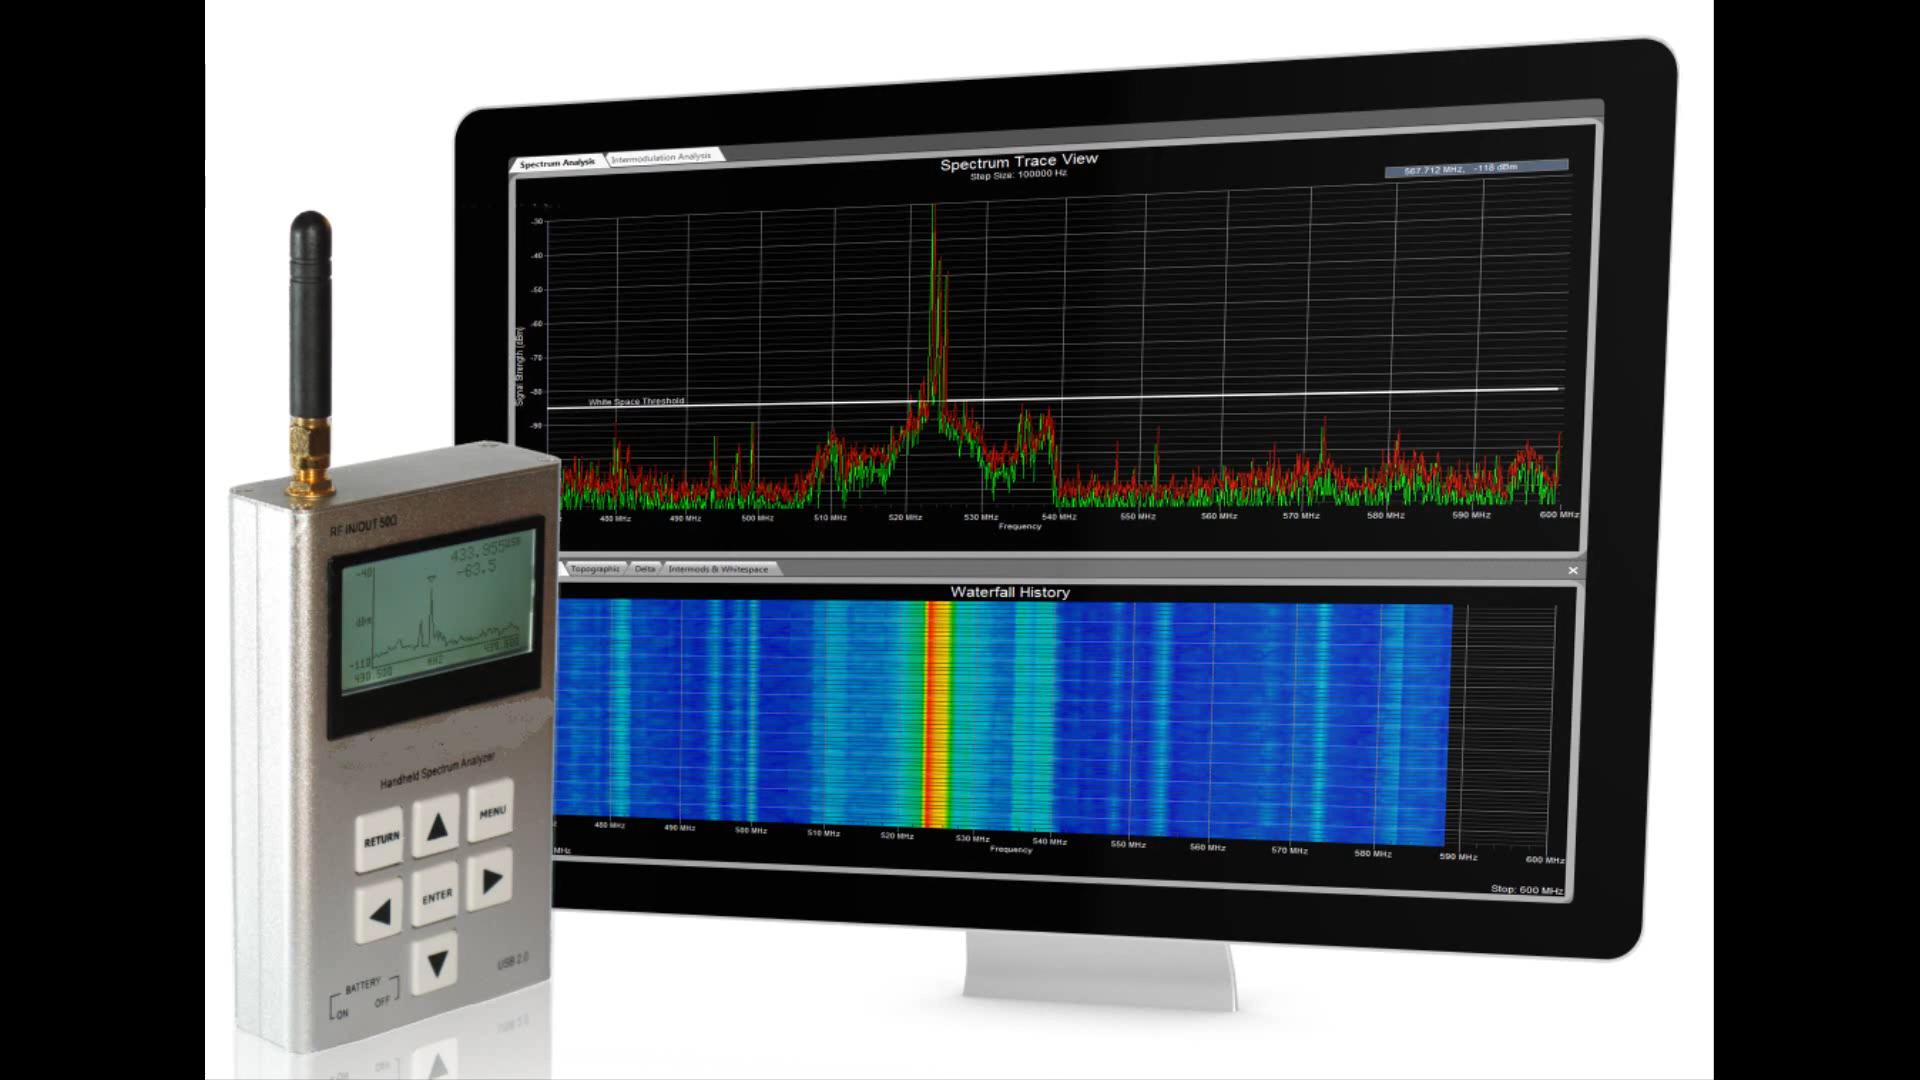 Spectrum Analysis
Intermodulation Analysis
Spectrum Trace View
Step Size: 100000 Hz
567.712 MHz, -118 dBm
-30
-40
-50
-60
-70
-80
-90
Signal Strength (dBm)
White Space Threshold
480 MHz
490 MHz
500 MHz
510 MHz
520 MHz
530 MHz
540 MHz
550 MHz
560 MHz
570 MHz
580 MHz
590 MHz
600 MHz
Frequency
Topographic
Delta
Intermods & Whitespace
Waterfall History
480 MHz
490 MHz
500 MHz
510 MHz
520 MHz
530 MHz
540 MHz
550 MHz
560 MHz
570 MHz
580 MHz
590 MHz
600 MHz
MHz
Frequency
Stop: 600 MHz
RF IN/OUT 50Ω
433.955
-63.5
-40
dBm
-110
430.500
MHZ
Handheld Spectrum Analyzer
RETURN
MENU
ENTER
USB 2.0
BATTERY
ON
OFF